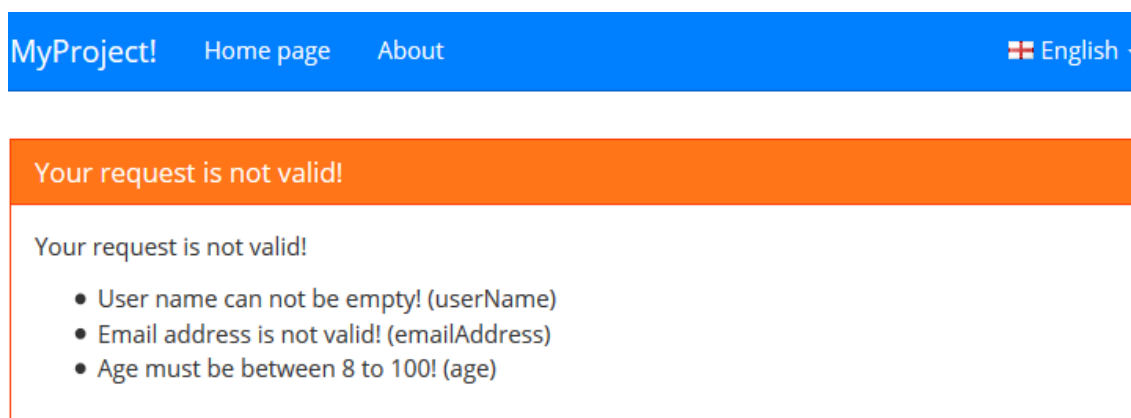 MyProject! Home page About English
Your request is not valid!
Your request is not valid!
User name can not be empty! (userName)
Email address is not valid! (emailAddress)
Age must be between 8 to 100! (age)